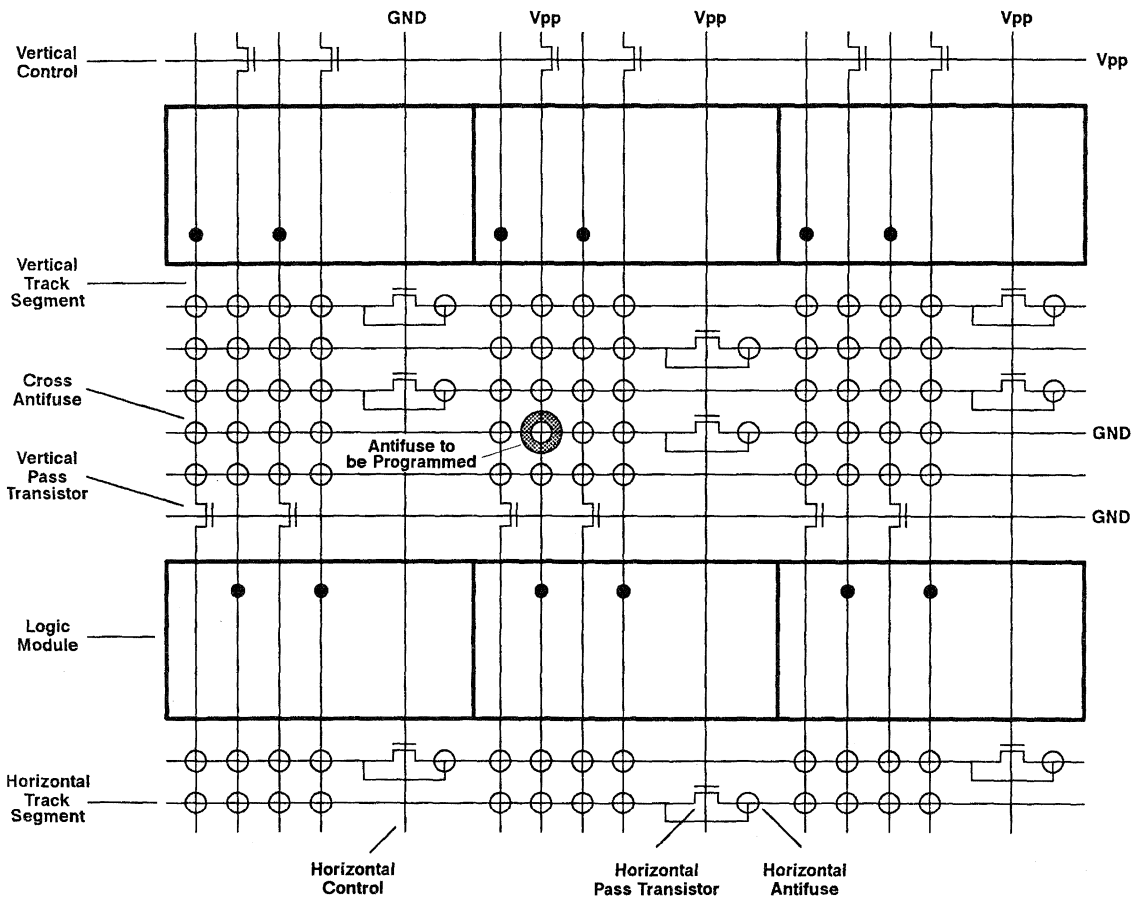 GND
Vpp
Vpp
Vpp
Vertical
Control
Vpp
Vertical
Track
Segment
Cross
Antifuse
Antifuse to
be Programmed
GND
Vertical
Pass
Transistor
GND
Logic
Module
Horizontal
Track
Segment
Horizontal
Control
Horizontal
Pass Transistor
Horizontal
Antifuse